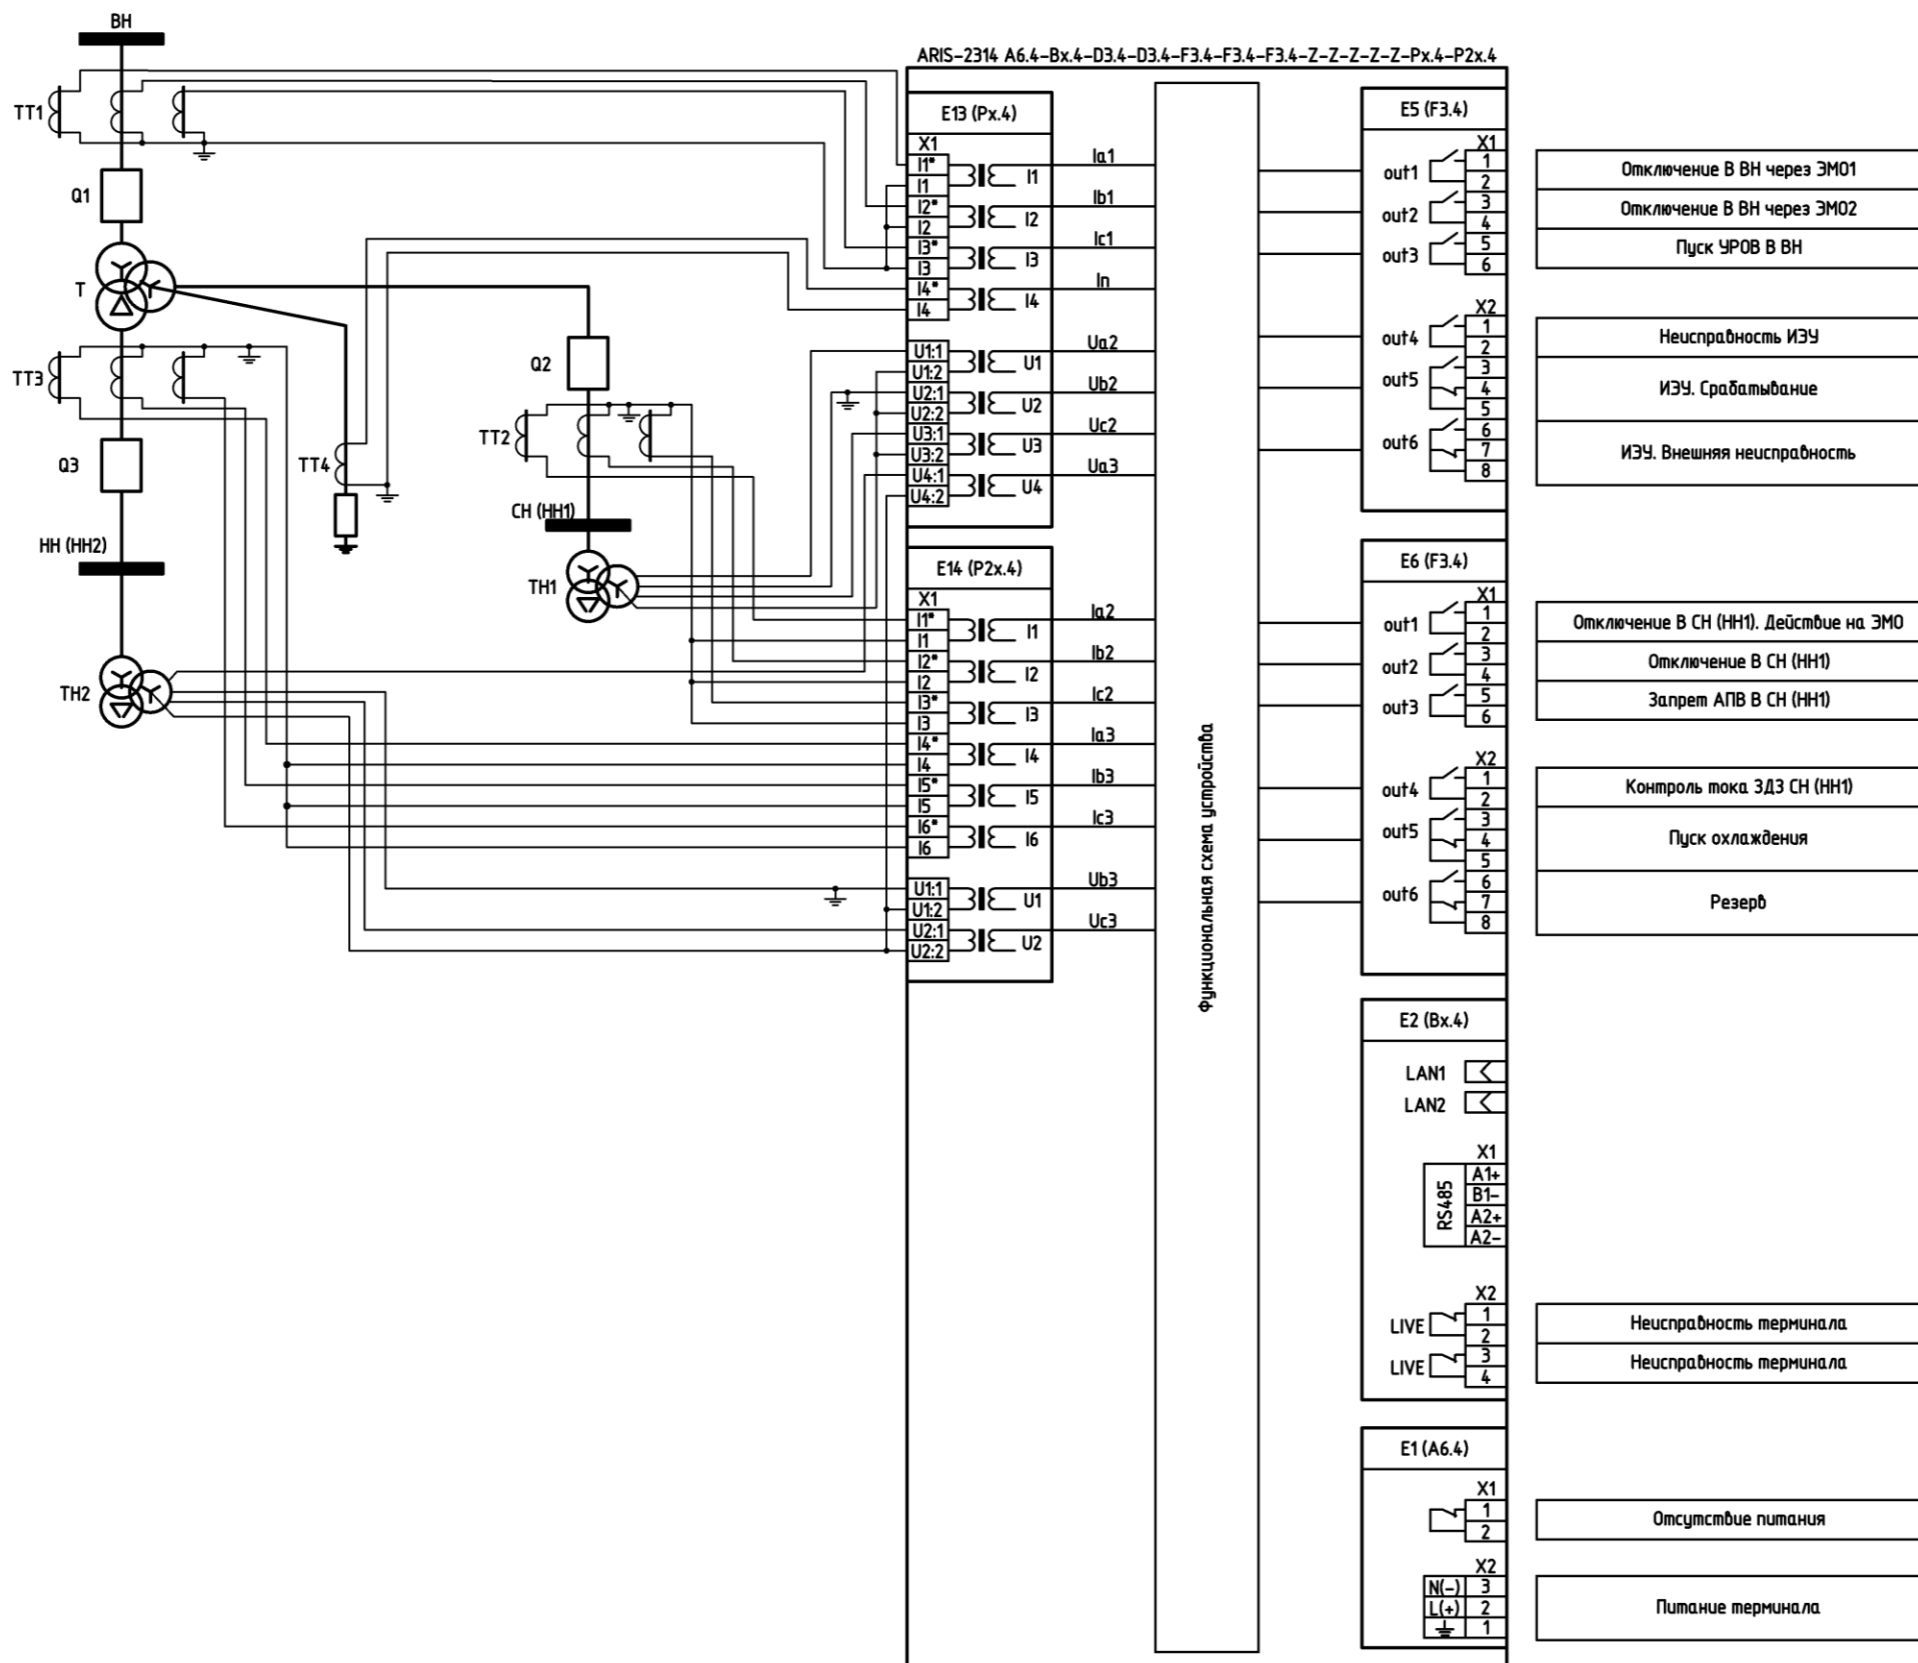 ВН
ТТ1
Q1
Т
ТТ3
Q3
НН (НН2)
ТН2
ТТ4
Q2
ТТ2
СН (НН1)
ТН1
ARIS-2314 A6.4-Bx.4-D3.4-D3.4-F3.4-F3.4-F3.4-Z-Z-Z-Z-Z-Px.4-P2x.4
E13 (Px.4)
X1
I1*
I1
I2*
I2
I3*
I3
I4*
I4
I1
I2
I3
I4
Ia1
Ib1
Ic1
In
U1:1
U1:2
U2:1
U2:2
U3:1
U3:2
U4:1
U4:2
U1
U2
U3
U4
Ua2
Ub2
Uc2
Ua3
E14 (P2x.4)
X1
I1*
I1
I2*
I2
I3*
I3
I4*
I4
I5*
I5
I6*
I6
I1
I2
I3
I4
I5
I6
Ia2
Ib2
Ic2
Ia3
Ib3
Ic3
U1:1
U1:2
U2:1
U2:2
U1
U2
Ub3
Uc3
Функциональная схема устройства
E5 (F3.4)
X1
out1
1
2
out2
3
4
out3
5
6
X2
out4
1
2
out5
3
4
5
out6
6
7
8
Отключение В ВН через ЭМО1
Отключение В ВН через ЭМО2
Пуск УРОВ В ВН
Неисправность ИЭУ
ИЭУ. Срабатывание
ИЭУ. Внешняя неисправность
E6 (F3.4)
X1
out1
1
2
out2
3
4
out3
5
6
X2
out4
1
2
out5
3
4
5
out6
6
7
8
Отключение В СН (НН1). Действие на ЭМО
Отключение В СН (НН1)
Запрет АПВ В СН (НН1)
Контроль тока ЗДЗ СН (НН1)
Пуск охлаждения
Резерв
E2 (Bx.4)
LAN1
LAN2
X1
RS485
A1+
B1-
A2+
A2-
X2
LIVE
1
2
LIVE
3
4
Неисправность терминала
Неисправность терминала
E1 (A6.4)
X1
1
2
Отсутствие питания
X2
N(-) 3
L(+) 2
1
Питание терминала